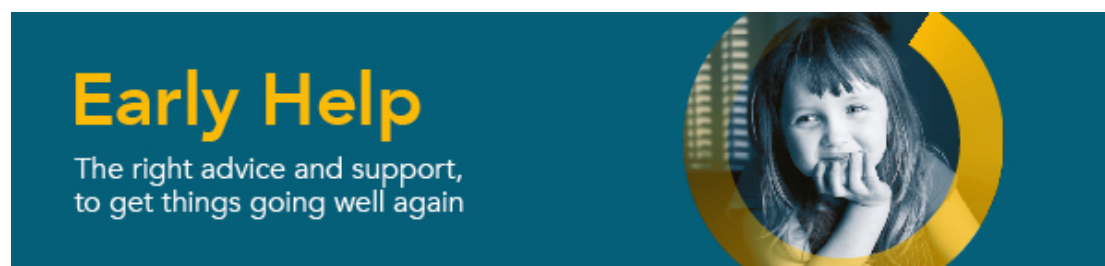 Early Help
The right advice and support,
to get things going well again